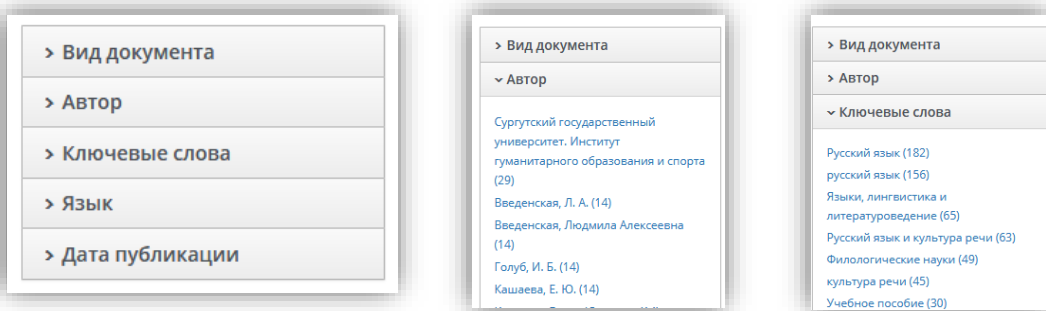 Вид документа
Автор
Ключевые слова
Язык
Дата публикации
Вид документа
Автор
Сургутский государственный
университет. Институт
гуманитарного образования и спорта
(29)
Введенская, Л. А. (14)
Введенская, Людмила Алексеевна
(14)
Голуб, И. Б. (14)
Кашаева, Е. Ю. (14)
Вид документа
Автор
Ключевые слова
Русский язык (182)
русский язык (156)
Языки, лингвистика и
литературоведение (65)
Русский язык и культура речи (63)
Филологические науки (49)
культура речи (45)
Учебное пособие (30)